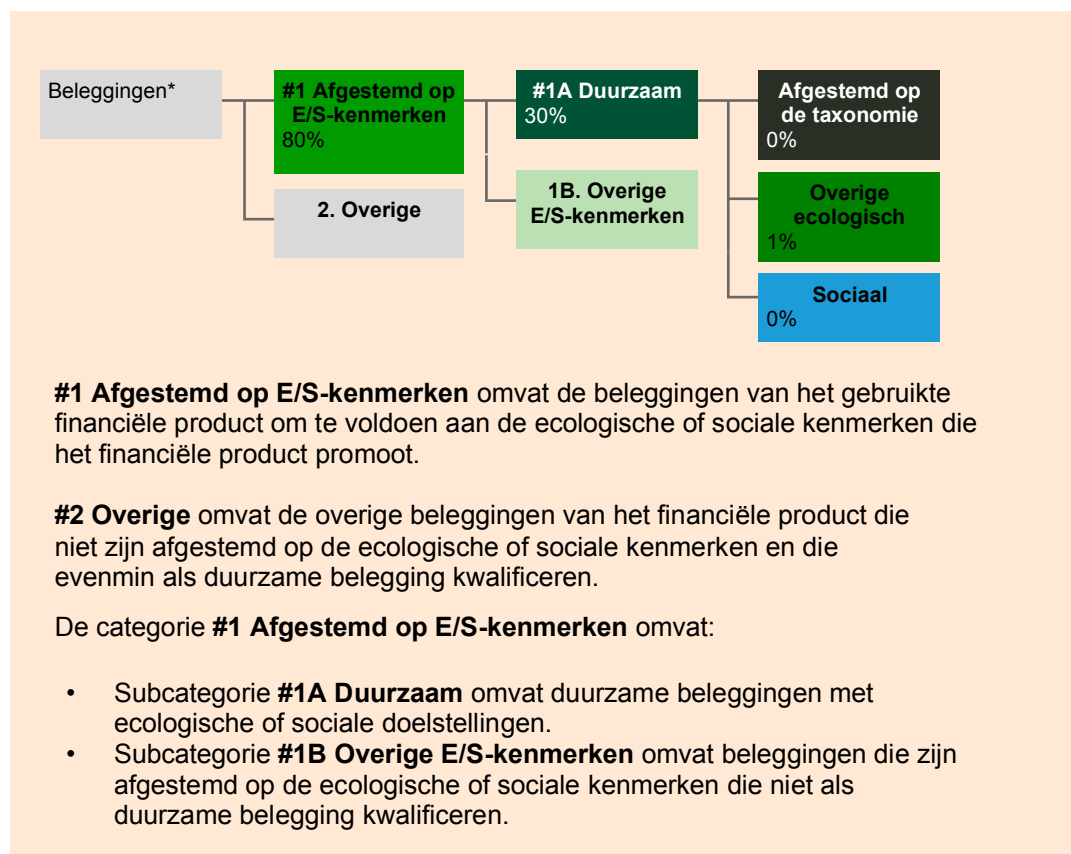 Beleggingen*
#1 Afgestemd op
E/S-kenmerken
80%
2. Overige
#1A Duurzaam
30%
1B. Overige
E/S-kenmerken
Afgestemd op
de taxonomie
0%
Overige
ecologisch
1%
Sociaal
0%
#1 Afgestemd op E/S-kenmerken omvat de beleggingen van het gebruikte
financiële product om te voldoen aan de ecologische of sociale kenmerken die
het financiële product promoot.
#2 Overige omvat de overige beleggingen van het financiële product die
niet zijn afgestemd op de ecologische of sociale kenmerken en die
evenmin als duurzame belegging kwalificeren.
De categorie #1 Afgestemd op E/S-kenmerken omvat:
• Subcategorie #1A Duurzaam omvat duurzame beleggingen met
ecologische of sociale doelstellingen.
• Subcategorie #1B Overige E/S-kenmerken omvat beleggingen die zijn
afgestemd op de ecologische of sociale kenmerken die niet als
duurzame belegging kwalificeren.